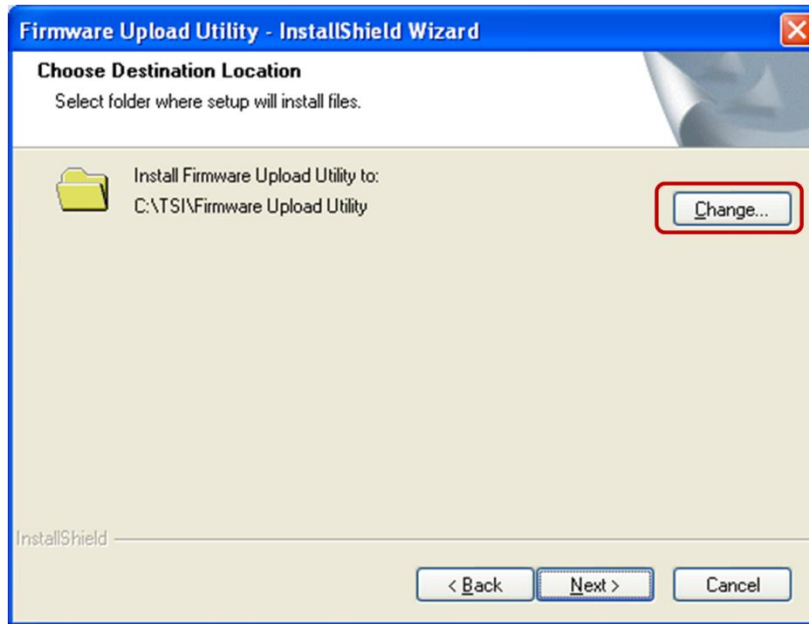 Firmware Upload Utility - InstallShield Wizard
Choose Destination Location
Select folder where setup will install files.
Install Firmware Upload Utility to:
C:\TSI\Firmware Upload Utility
Change...
InstallShield
< Back
Next >
Cancel